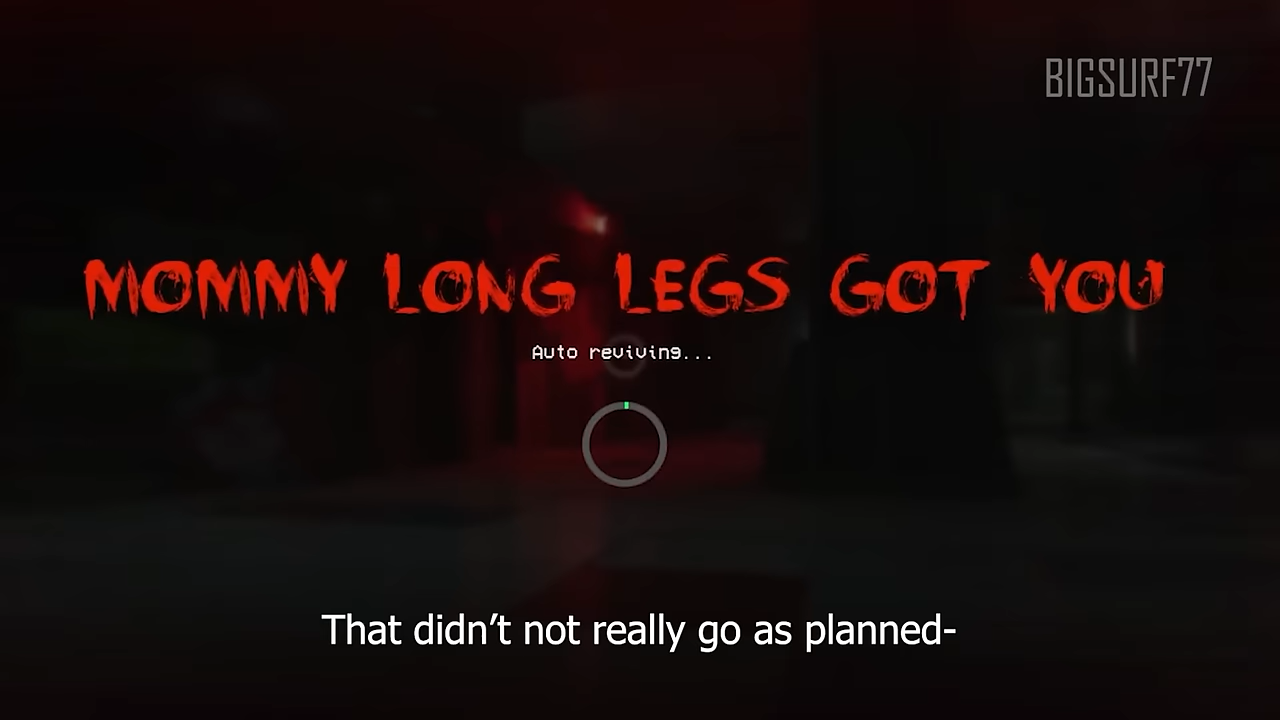 BIGSURF77
MOMMY LONG LEGS GOT YOU
Auto reviving...
That didn't not really go as planned-